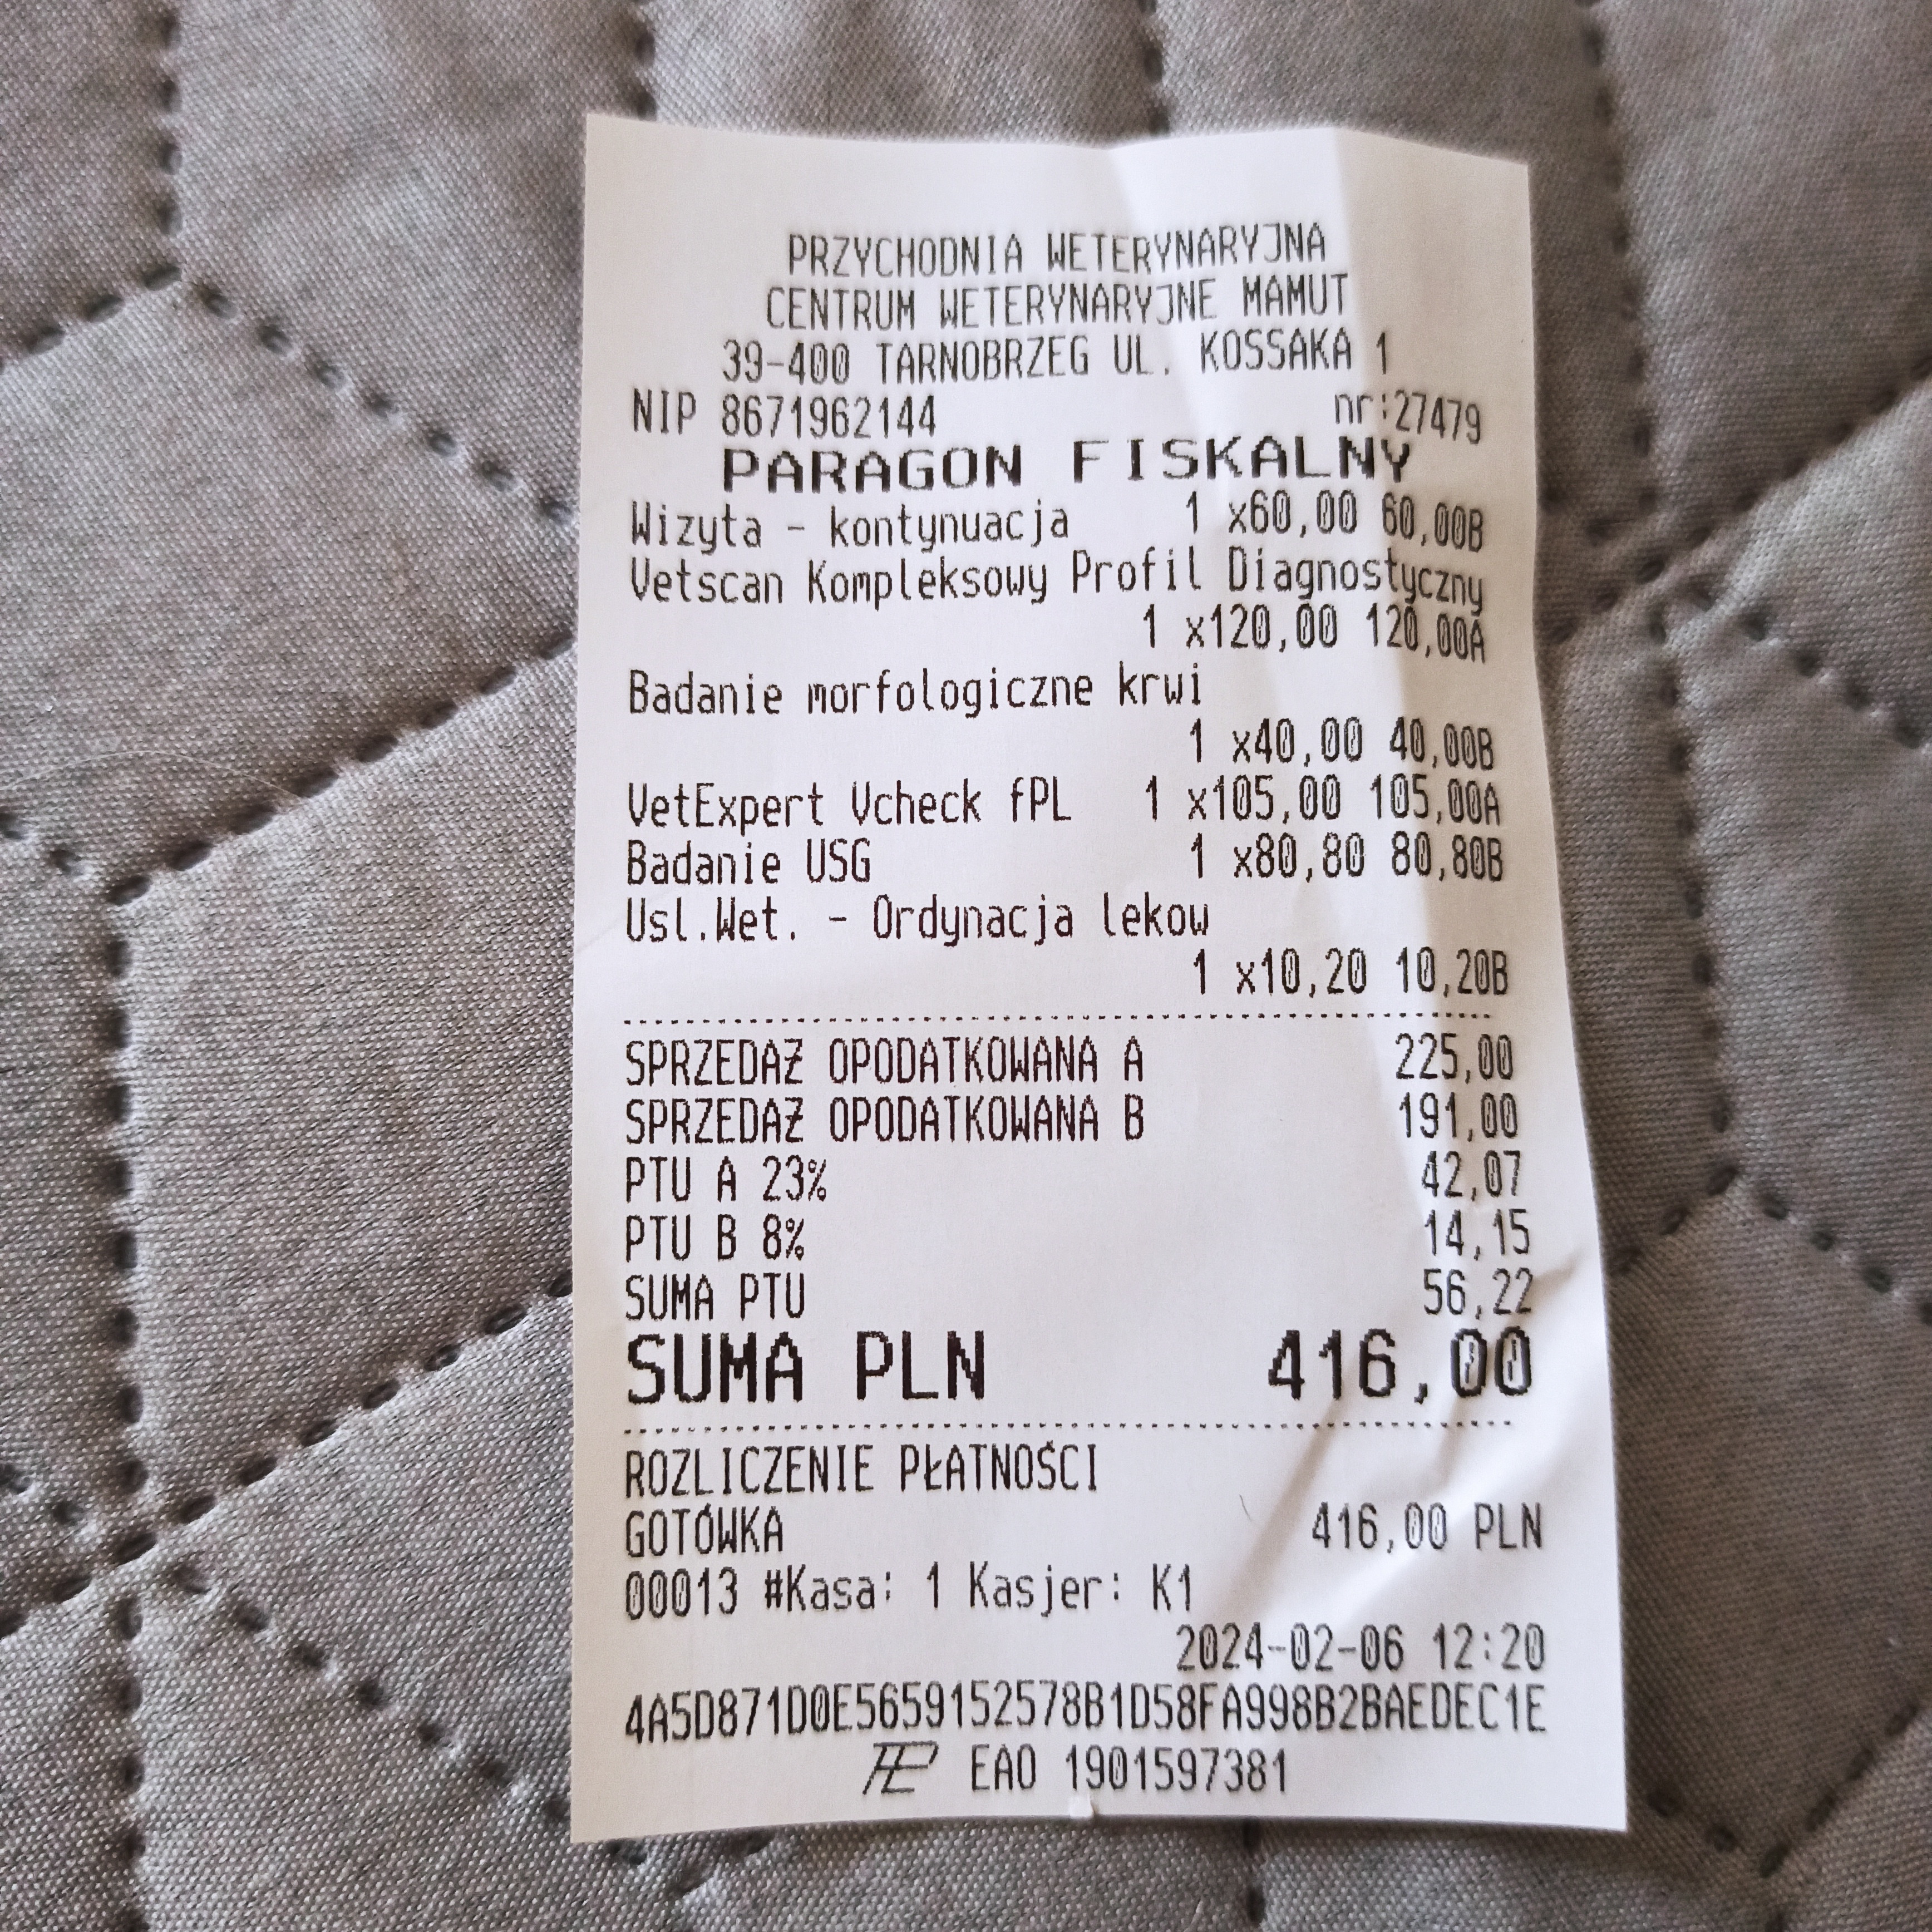 PRZYCHODNIA WETERYNARYJNA
CENTRUM WETERYNARYJNE MAMUT
39-400 TARNOBRZEG UL. KOSSAKA 1
NIP 8671962144 nr:27479
PARAGON FISKALNY
Wizyta - kontynuacja 1 x60,00 60,00B
Vetscan Kompleksowy Profil Diagnostyczny
1 x120,00 120,00A
Badanie morfologiczne krwi
1 x40,00 40,00B
VetExpert Vcheck fPL 1 x105,00 105,00A
Badanie USG 1 x80,80 80,80B
Usl.Wet. - Ordynacja lekow
1 x10,20 10,20B
SPRZEDAŻ OPODATKOWANA A 225,00
SPRZEDAŻ OPODATKOWANA B 191,00
PTU A 23% 42,07
PTU B 8% 14,15
SUMA PTU 56,22
SUMA PLN 416,00
ROZLICZENIE PŁATNOŚCI
GOTÓWKA 416,00 PLN
00013 #Kasa: 1 Kasjer: K1
2024-02-06 12:20
4A5D871D0E5659152578B1D58FA998B2BAEDEC1E
EAO 1901597381